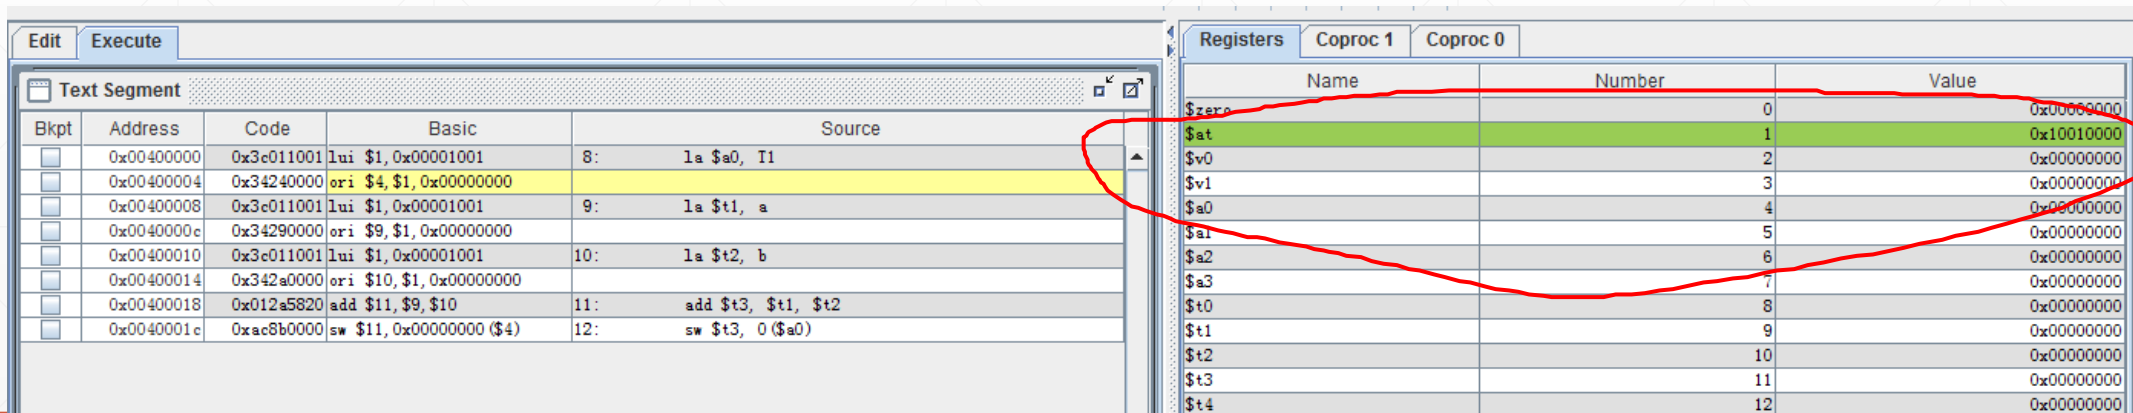 Edit Execute
Text Segment
Bkpt Address Code Basic Source
0x00400000 0x3c011001 lui $1,0x00001001 8: la $a0, I1
0x00400004 0x34240000 ori $4,$1,0x00000000
0x00400008 0x3c011001 lui $1,0x00001001 9: la $t1, a
0x0040000c 0x34290000 ori $9,$1,0x00000000
0x00400010 0x3c011001 lui $1,0x00001001 10: la $t2, b
0x00400014 0x342a0000 ori $10,$1,0x00000000
0x00400018 0x012a5820 add $11,$9,$10 11: add $t3, $t1, $t2
0x0040001c 0xac8b0000 sw $11,0x00000000($4) 12: sw $t3, 0($a0)
Registers Coproc 1 Coproc 0
Name Number Value
$zero 0 0x00000000
$at 1 0x10010000
$v0 2 0x00000000
$v1 3 0x00000000
$a0 4 0x00000000
$a1 5 0x00000000
$a2 6 0x00000000
$a3 7 0x00000000
$t0 8 0x00000000
$t1 9 0x00000000
$t2 10 0x00000000
$t3 11 0x00000000
$t4 12 0x00000000